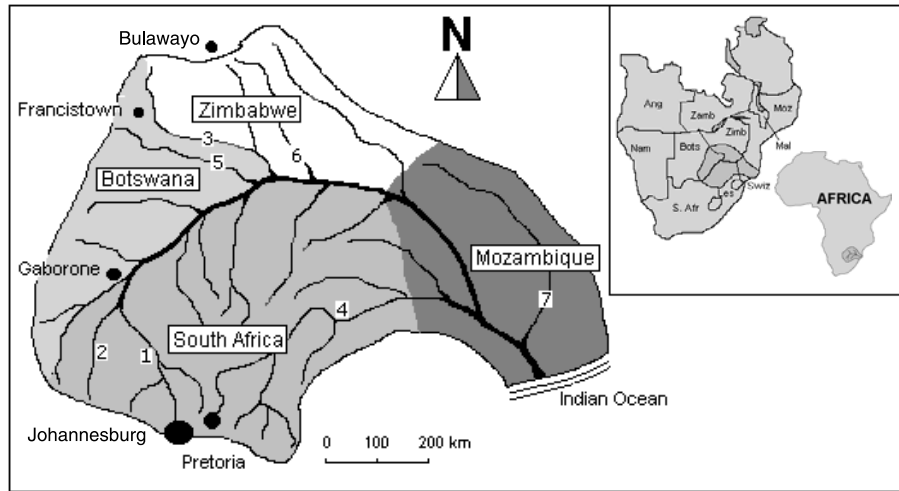 Bulawayo
N
Francistown
Zimbabwe
3
5
6
Botswana
Gaborone
Mozambique
7
4
South Africa
2
1
Indian Ocean
Johannesburg
Pretoria
0 100 200 km
Ang
Zamb
Moz
Zimb
Mal
Nam
Bots
Swiz
Les
S. Afr
AFRICA